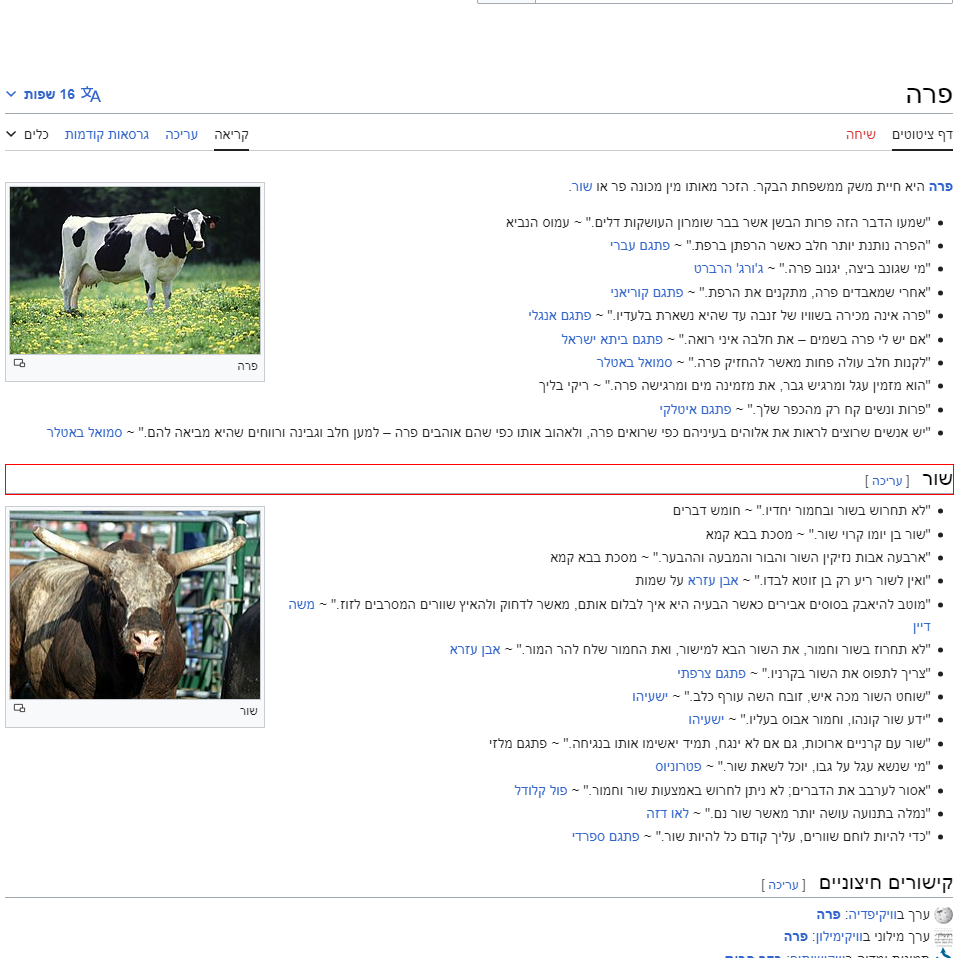 פרה
16 שפות
דף ציטוטים
שיחה
קריאה
עריכה
גרסאות קודמות
כלים
פרה היא חיית משק ממשפחת הבקר. הזכר מאותו מין מכונה פר או שור.
"שמעו הדבר הזה פרות הבשן אשר בבר שומרון העושקות דלים." ~ עמוס הנביא
"הפרה נותנת יותר חלב כאשר הרפתן ברפת." ~ פתגם עברי
"מי שגונב ביצה, יגנוב פרה." ~ ג'ורג' הרברט
"אחרי שמאבדים פרה, מתקנים את הרפת." ~ פתגם קוריאני
"פרה אינה מכירה בשוויו של זנבה עד שהיא נשארת בלעדיו." ~ פתגם אנגלי
"אם יש לי פרה בשמים – את חלבה איני רואה." ~ פתגם ביתא ישראל
"לקנות חלב עולה פחות מאשר להחזיק פרה." ~ סמואל באטלר
"הוא מזמין עגל ומרגיש גבר, את מזמינה מים ומרגישה פרה." ~ ריקי בליך
"פרות ונשים קח רק מהכפר שלך." ~ פתגם איטלקי
"יש אנשים שרוצים לראות את אלוהים בעיניהם כפי שרואים פרה, ולאהוב אותו כפי שהם אוהבים פרה – למען חלב וגבינה ורווחים שהיא מביאה להם." ~ סמואל באטלר
פרה
שור [ עריכה ]
"לא תחרוש בשור ובחמור יחדיו." ~ חומש דברים
"שור בן יומו קרוי שור." ~ מסכת בבא קמא
"ארבעה אבות נזיקין השור והבור והמבעה וההבער." ~ מסכת בבא קמא
"ואין לשור ריע רק בן זוטא לבדו." ~ אבן עזרא על שמות
"מוטב להיאבק בסוסים אבירים כאשר הבעיה היא איך לבלום אותם, מאשר לדחוק ולהאיץ שוורים המסרבים לזוז." ~ משה
דיין
"לא תחרוז בשור וחמור, את השור הבא למישור, ואת החמור שלח להר המור." ~ אבן עזרא
"צריך לתפוס את השור בקרניו." ~ פתגם צרפתי
"שוחט השור מכה איש, זובח השה עורף כלב." ~ ישעיהו
"ידע שור קונהו, וחמור אבוס בעליו." ~ ישעיהו
"שור עם קרניים ארוכות, גם אם לא ינגח, תמיד יאשימו אותו בנגיחה." ~ פתגם מלזי
"מי שנשא עגל על גבו, יוכל לשאת שור." ~ פטרוניוס
"אסור לערבב את הדברים; לא ניתן לחרוש באמצעות שור וחמור." ~ פול קלודל
"נמלה בתנועה עושה יותר מאשר שור נם." ~ לאו דזה
"כדי להיות לוחם שוורים, עליך קודם כל להיות שור." ~ פתגם ספרדי
שור
קישורים חיצוניים [ עריכה ]
ערך בוויקיפדיה: פרה
ערך מילוני בוויקימילון: פרה